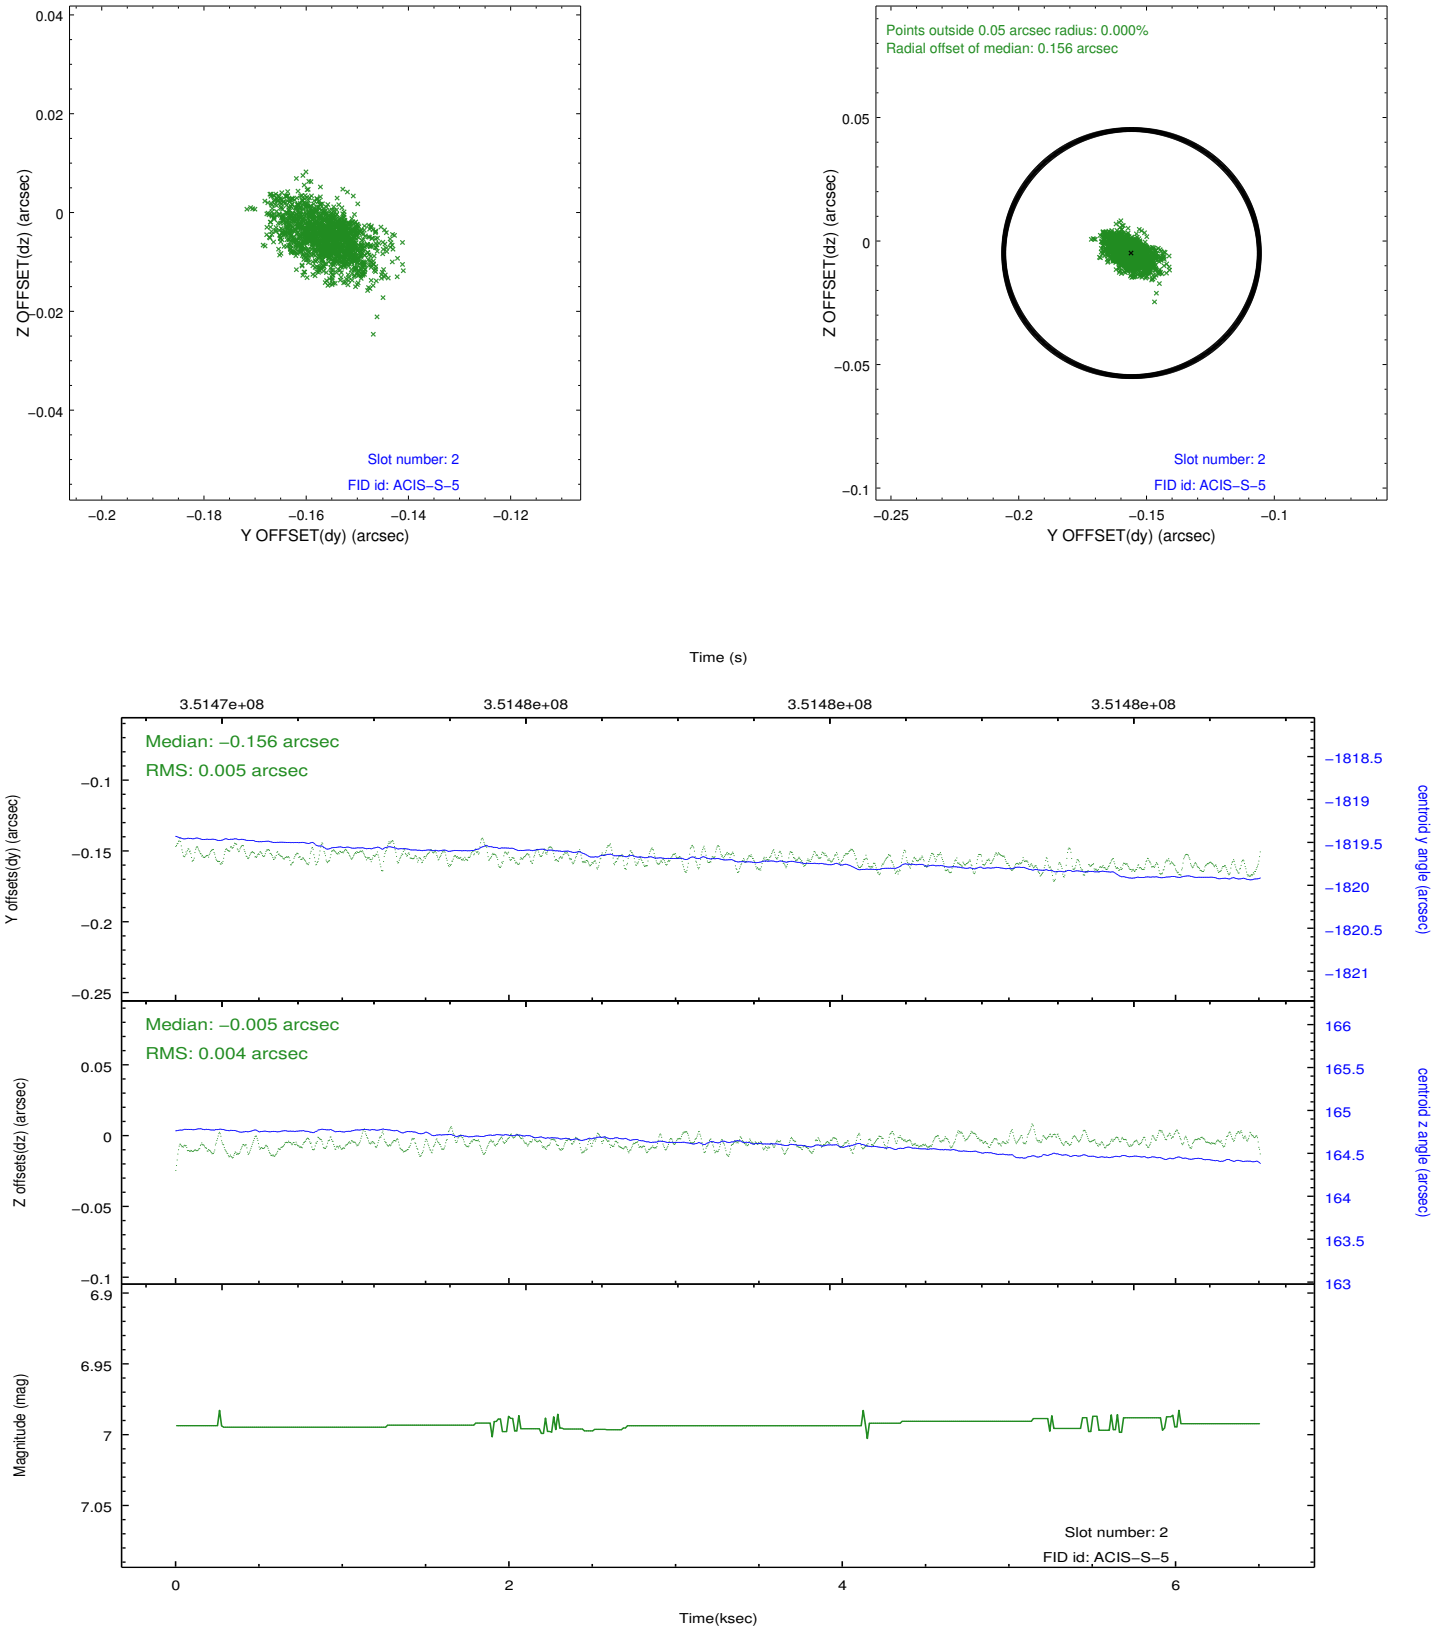 0.04
0.02
0
−0.02
−0.04
Z OFFSET(dz) (arcsec)
Slot number: 2
FID id: ACIS−S−5
−0.2 −0.18 −0.16 −0.14 −0.12
Y OFFSET(dy) (arcsec)
Points outside 0.05 arcsec radius: 0.000%
Radial offset of median: 0.156 arcsec
0.05
0
−0.05
−0.1
Z OFFSET(dz) (arcsec)
Slot number: 2
FID id: ACIS−S−5
−0.25 −0.2 −0.15 −0.1
Y OFFSET(dy) (arcsec)
Time (s)
3.5147e+08 3.5148e+08 3.5148e+08 3.5148e+08
Median: −0.156 arcsec
RMS: 0.005 arcsec
−0.1
−0.15
−0.2
−0.25
Y offsets(dy) (arcsec)
−1818.5
−1819
−1819.5
−1820
−1820.5
−1821
centroid y angle (arcsec)
Median: −0.005 arcsec
RMS: 0.004 arcsec
0.05
0
−0.05
−0.1
Z offsets(dz) (arcsec)
166
165.5
165
164.5
164
163.5
163
centroid z angle (arcsec)
6.9
6.95
7
7.05
Magnitude (mag)
Slot number: 2
FID id: ACIS−S−5
0 2 4 6
Time(ksec)